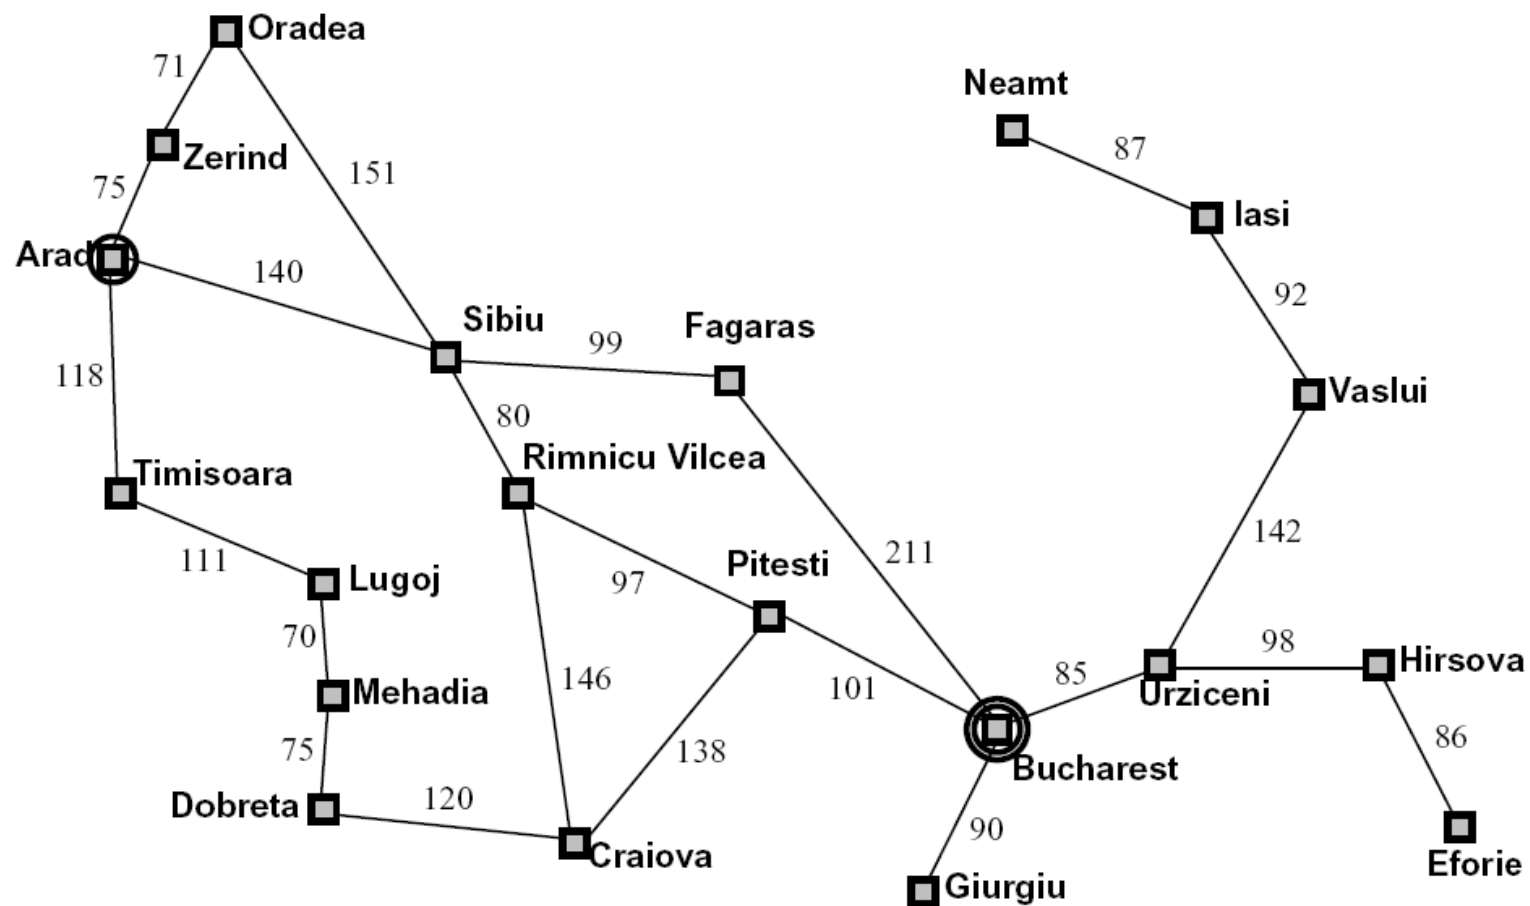 Oradea
71
Neamt
87
Zerind
151
75
Iasi
Arad
140
92
Sibiu
Fagaras
99
118
Vaslui
80
Rimnicu Vilcea
Timisoara
142
211
111
Lugoj
97
Pitesti
70
98
Hirsova
146
101
85
Urziceni
Mehadia
75
138
86
Bucharest
Dobreta
120
90
Craiova
Eforie
Giurgiu